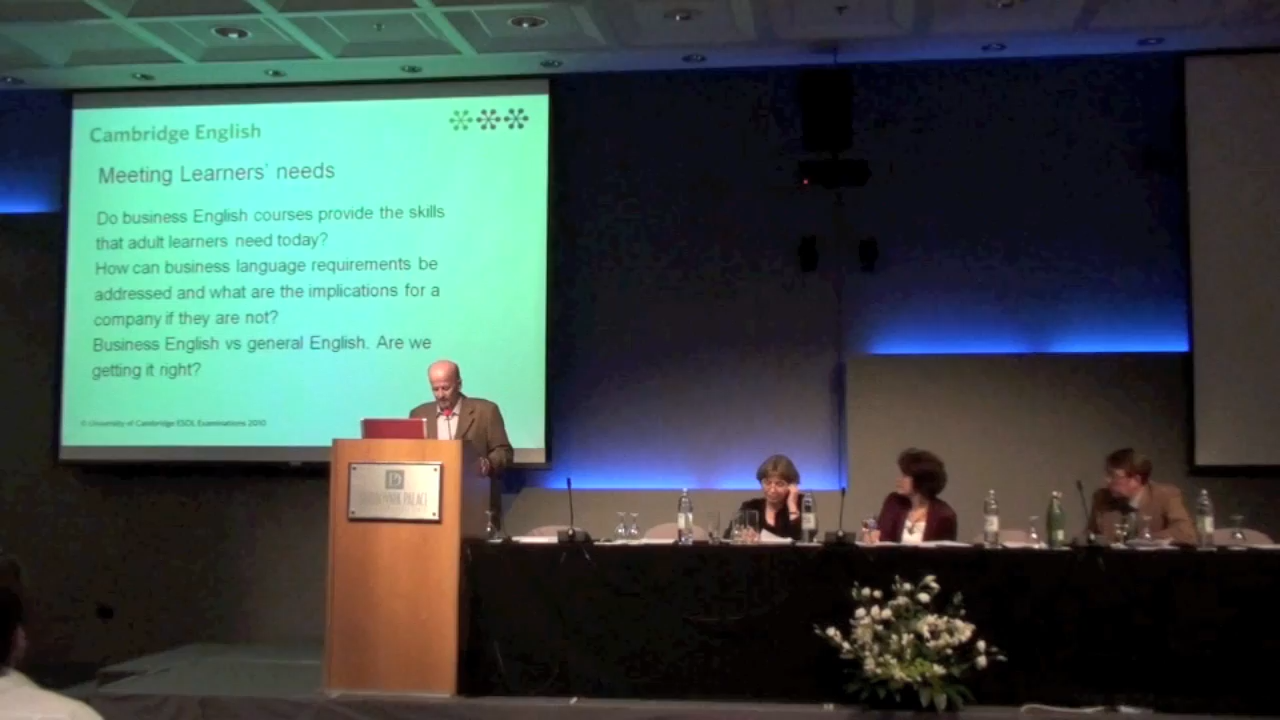 Cambridge English
Meeting Learners' needs
Do business English courses provide the skills
that adult learners need today?
How can business language requirements be
addressed and what are the implications for a
company if they are not?
Business English vs general English. Are we
getting it right?
© University of Cambridge ESOL Examinations 2010
PALACE